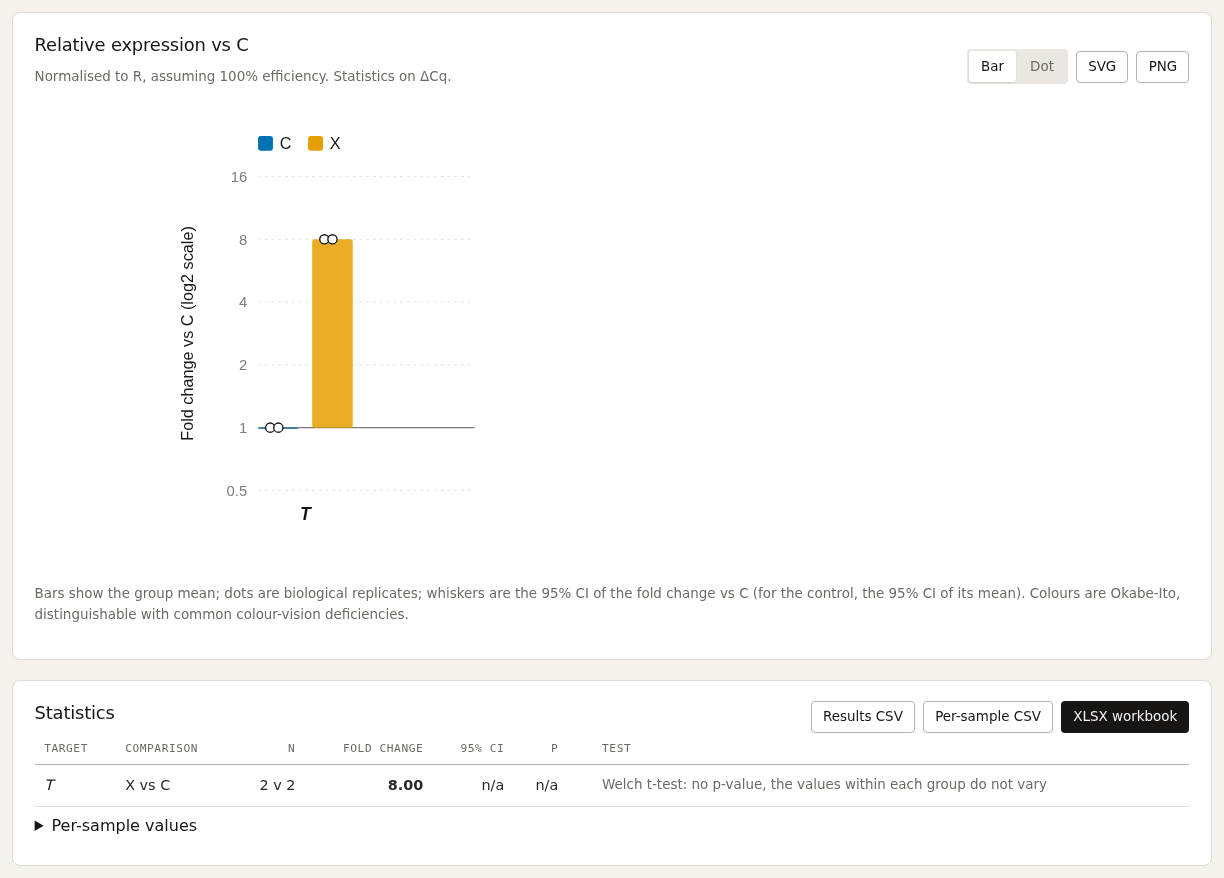 Relative expression vs C
Normalised to R, assuming 100% efficiency. Statistics on ΔCq.
Bar Dot SVG PNG
C X
16
8
4
2
1
0.5
Fold change vs C (log2 scale)
T
Bars show the group mean; dots are biological replicates; whiskers are the 95% CI of the fold change vs C (for the control, the 95% CI of its mean). Colours are Okabe-Ito,
distinguishable with common colour-vision deficiencies.
Statistics
Results CSV Per-sample CSV XLSX workbook
TARGET COMPARISON N FOLD CHANGE 95% CI P TEST
T X vs C 2 v 2 8.00 n/a n/a Welch t-test: no p-value, the values within each group do not vary
Per-sample values